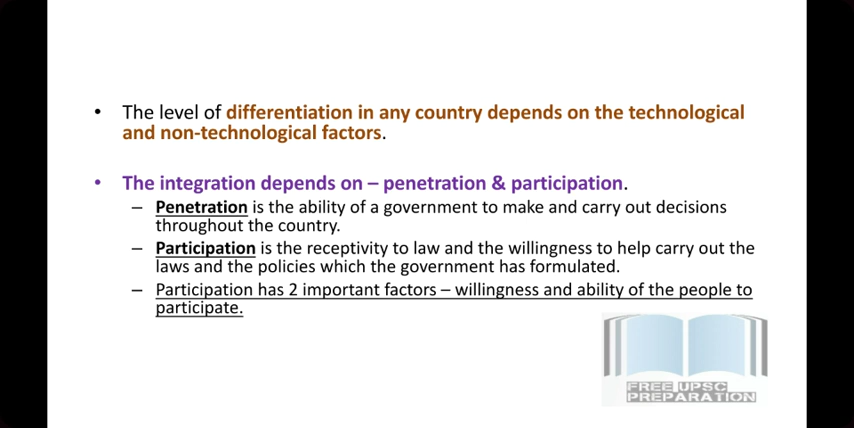 • The level of differentiation in any country depends on the technological
and non-technological factors.
• The integration depends on – penetration & participation.
– Penetration is the ability of a government to make and carry out decisions
throughout the country.
– Participation is the receptivity to law and the willingness to help carry out the
laws and the policies which the government has formulated.
– Participation has 2 important factors – willingness and ability of the people to
participate.
FREE UPSC
PREPARATION